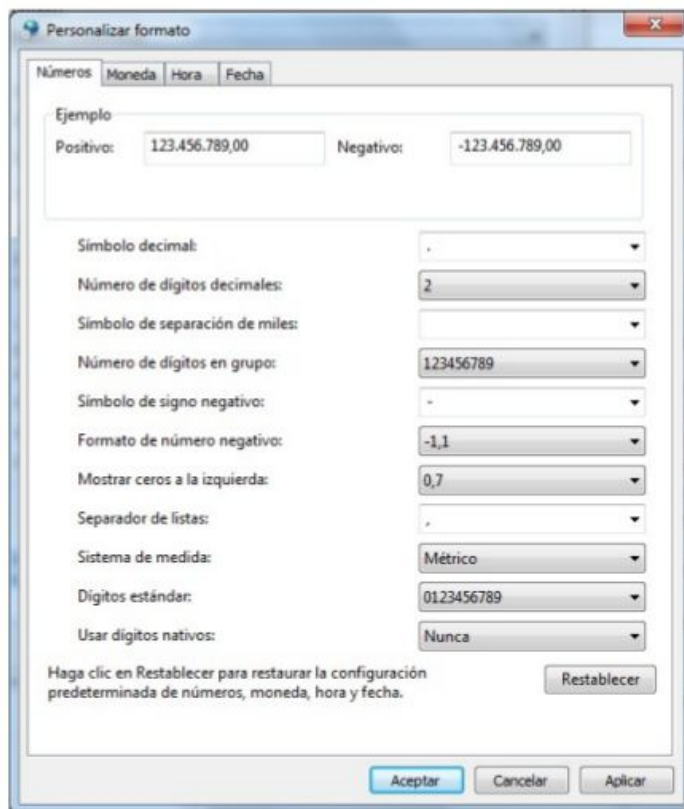 Personalizar formato
Números Moneda Hora Fecha
Ejemplo
Positivo: 123.456.789,00 Negativo: -123.456.789,00
Símbolo decimal: .
Número de dígitos decimales: 2
Símbolo de separación de miles:
Número de dígitos en grupo: 123456789
Símbolo de signo negativo: -
Formato de número negativo: -1,1
Mostrar ceros a la izquierda: 0,7
Separador de listas: ,
Sistema de medida: Métrico
Dígitos estándar: 0123456789
Usar dígitos nativos: Nunca
Haga clic en Restablecer para restaurar la configuración
predeterminada de números, moneda, hora y fecha.
Restablecer
Aceptar Cancelar Aplicar